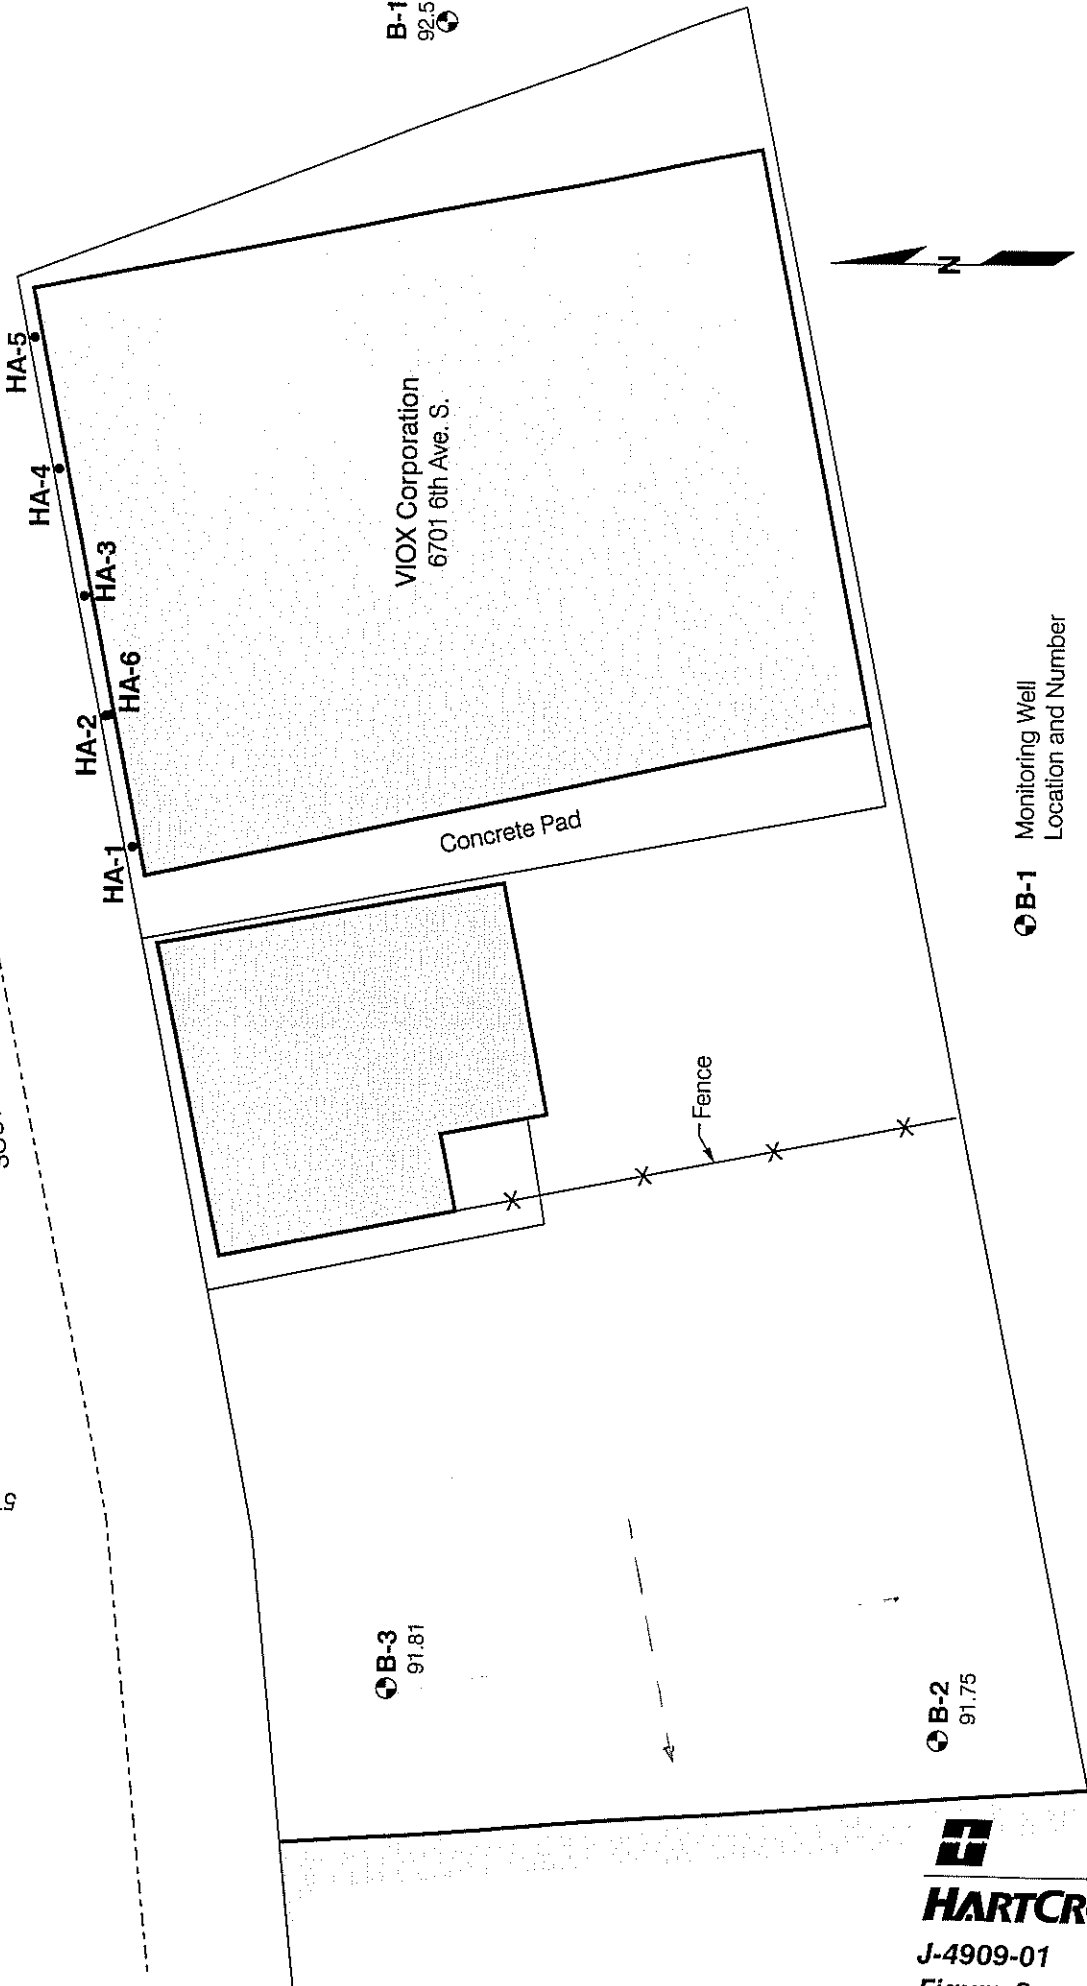 B-1
92.5
HA-5
HA-4
HA-3
HA-6
HA-2
HA-1
VIOX Corporation
6701 6th Ave. S.
Concrete Pad
Fence
N
B-1 Monitoring Well
Location and Number
B-3
91.81
B-2
91.75
HARTCR
J-4909-01